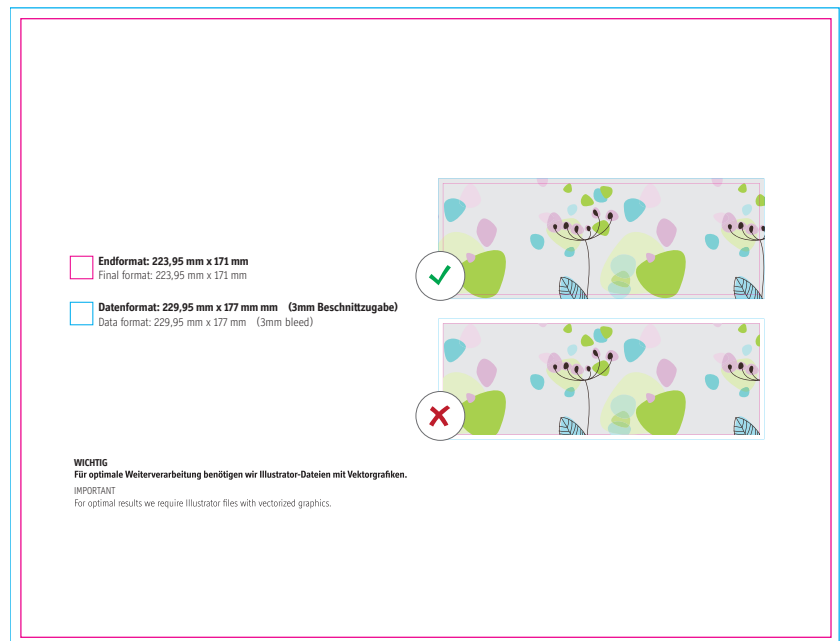 Endformat: 223,95 mm x 171 mm
Final format: 223,95 mm x 171 mm
Datenformat: 229,95 mm x 177 mm mm (3mm Beschnittzugabe)
Data format: 229,95 mm x 177 mm (3mm bleed)
WICHTIG
Für optimale Weiterverarbeitung benötigen wir Illustrator-Dateien mit Vektorgrafiken.
IMPORTANT
For optimal results we require Illustrator files with vectorized graphics.